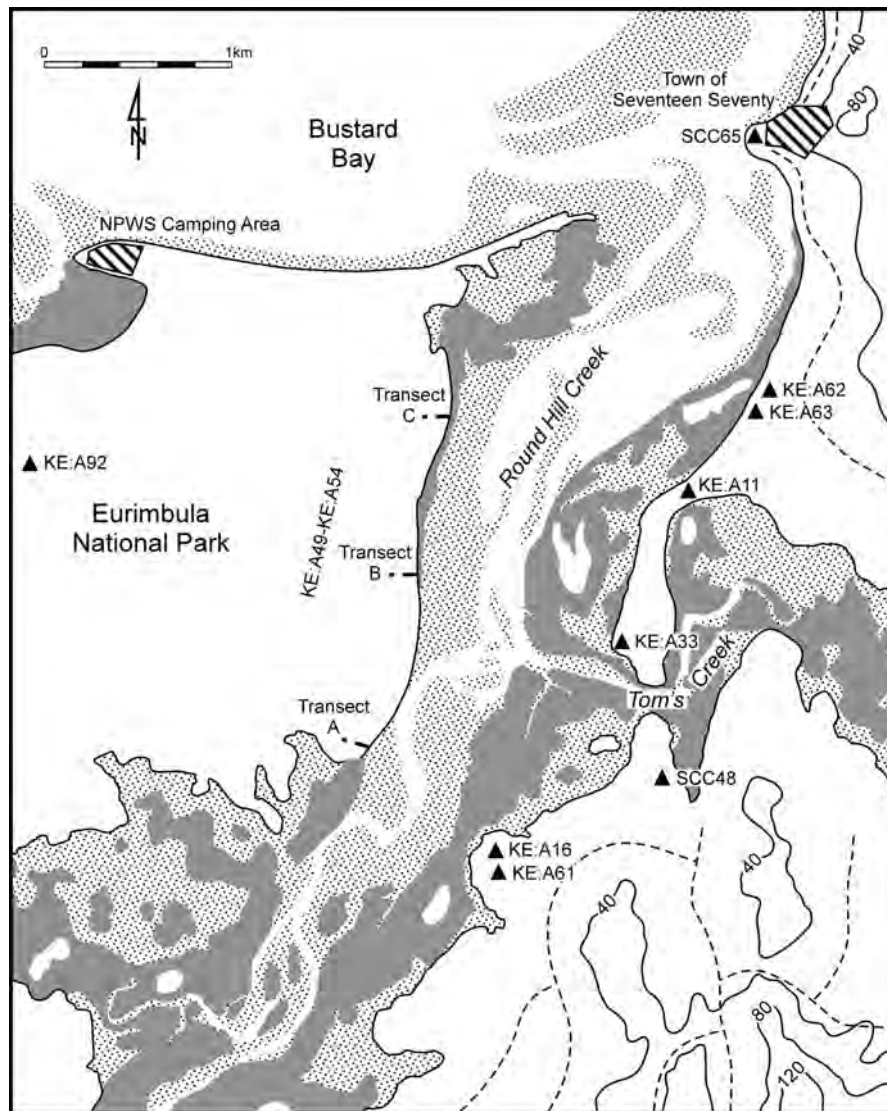 0 1km
N
Bustard
Bay
Town of
Seventeen Seventy
SCC65
40
80
NPWS Camping Area
Transect
C
Round Hill Creek
KE:A62
KE:A63
KE:A92
KE:A11
Eurimbula
National Park
KE:A49-KE:A54
Transect
B
KE:A33
Tom's Creek
Transect
A
SCC48
KE:A16
KE:A61
40
40
80
120